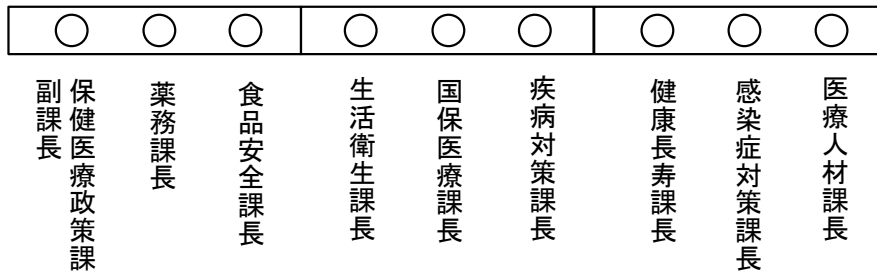 保健医療政策課
副課長
薬務課長
食品安全課長
生活衛生課長
国保医療課長
疾病対策課長
健康長寿課長
感染症対策課長
医療人材課長